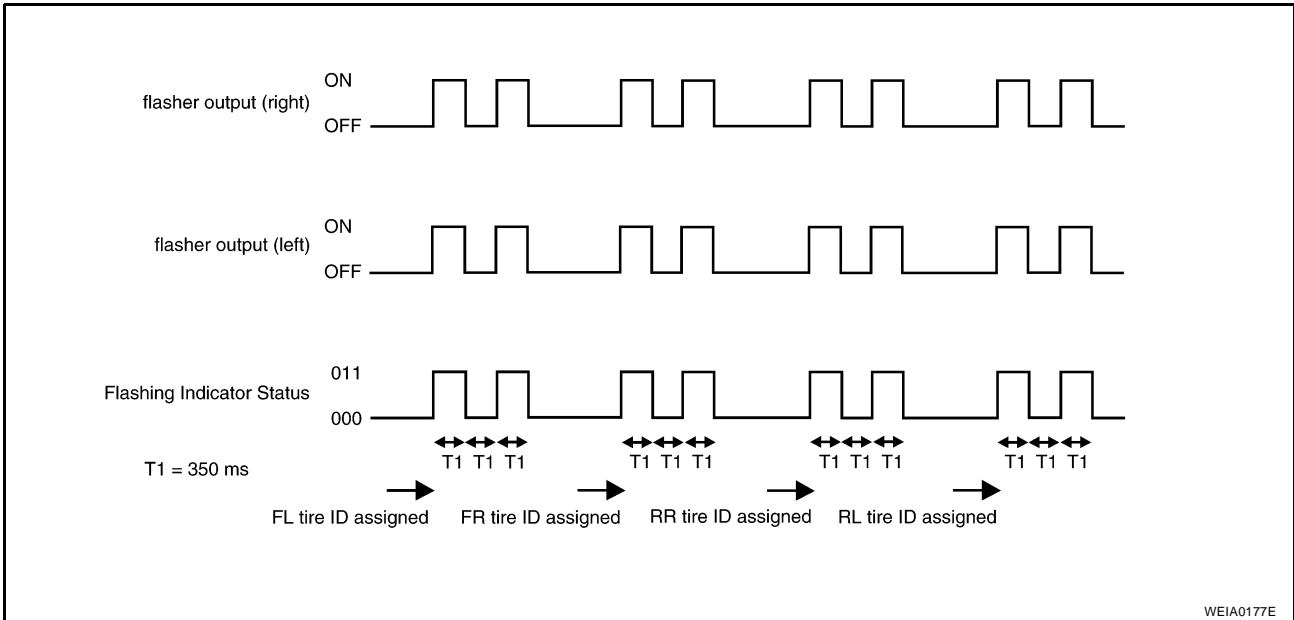 ON
flasher output (right)
OFF
ON
flasher output (left)
OFF
011
Flashing Indicator Status
000
T1 T1 T1 T1 T1 T1 T1 T1 T1 T1 T1 T1
T1 = 350 ms
FL tire ID assigned FR tire ID assigned RR tire ID assigned RL tire ID assigned
WEIA0177E